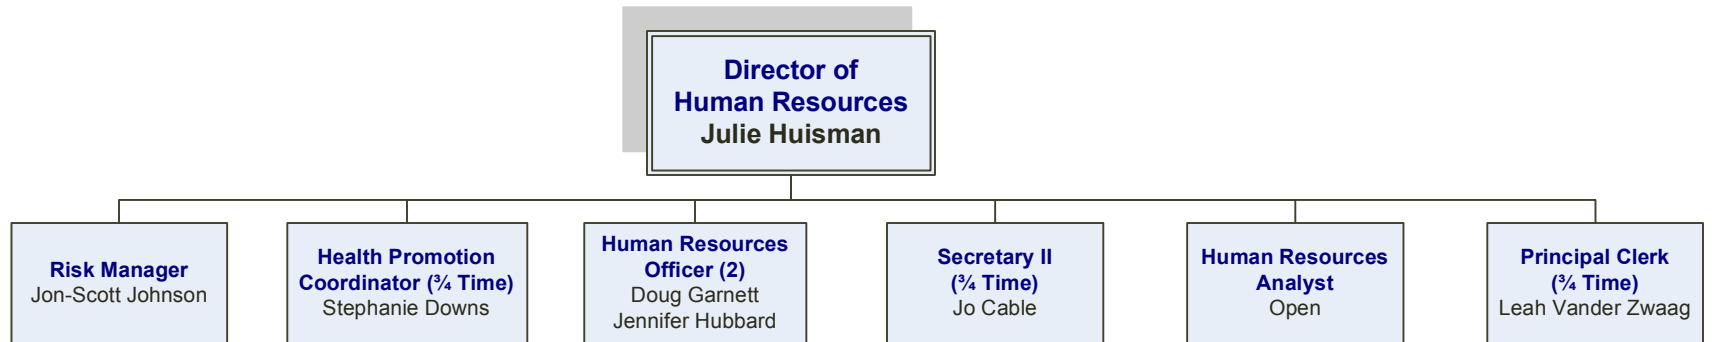 Director of
Human Resources
Julie Huisman
Risk Manager
Jon-Scott Johnson
Health Promotion
Coordinator (¾ Time)
Stephanie Downs
Human Resources
Officer (2)
Doug Garnett
Jennifer Hubbard
Secretary II
(¾ Time)
Jo Cable
Human Resources
Analyst
Open
Principal Clerk
(¾ Time)
Leah Vander Zwaag